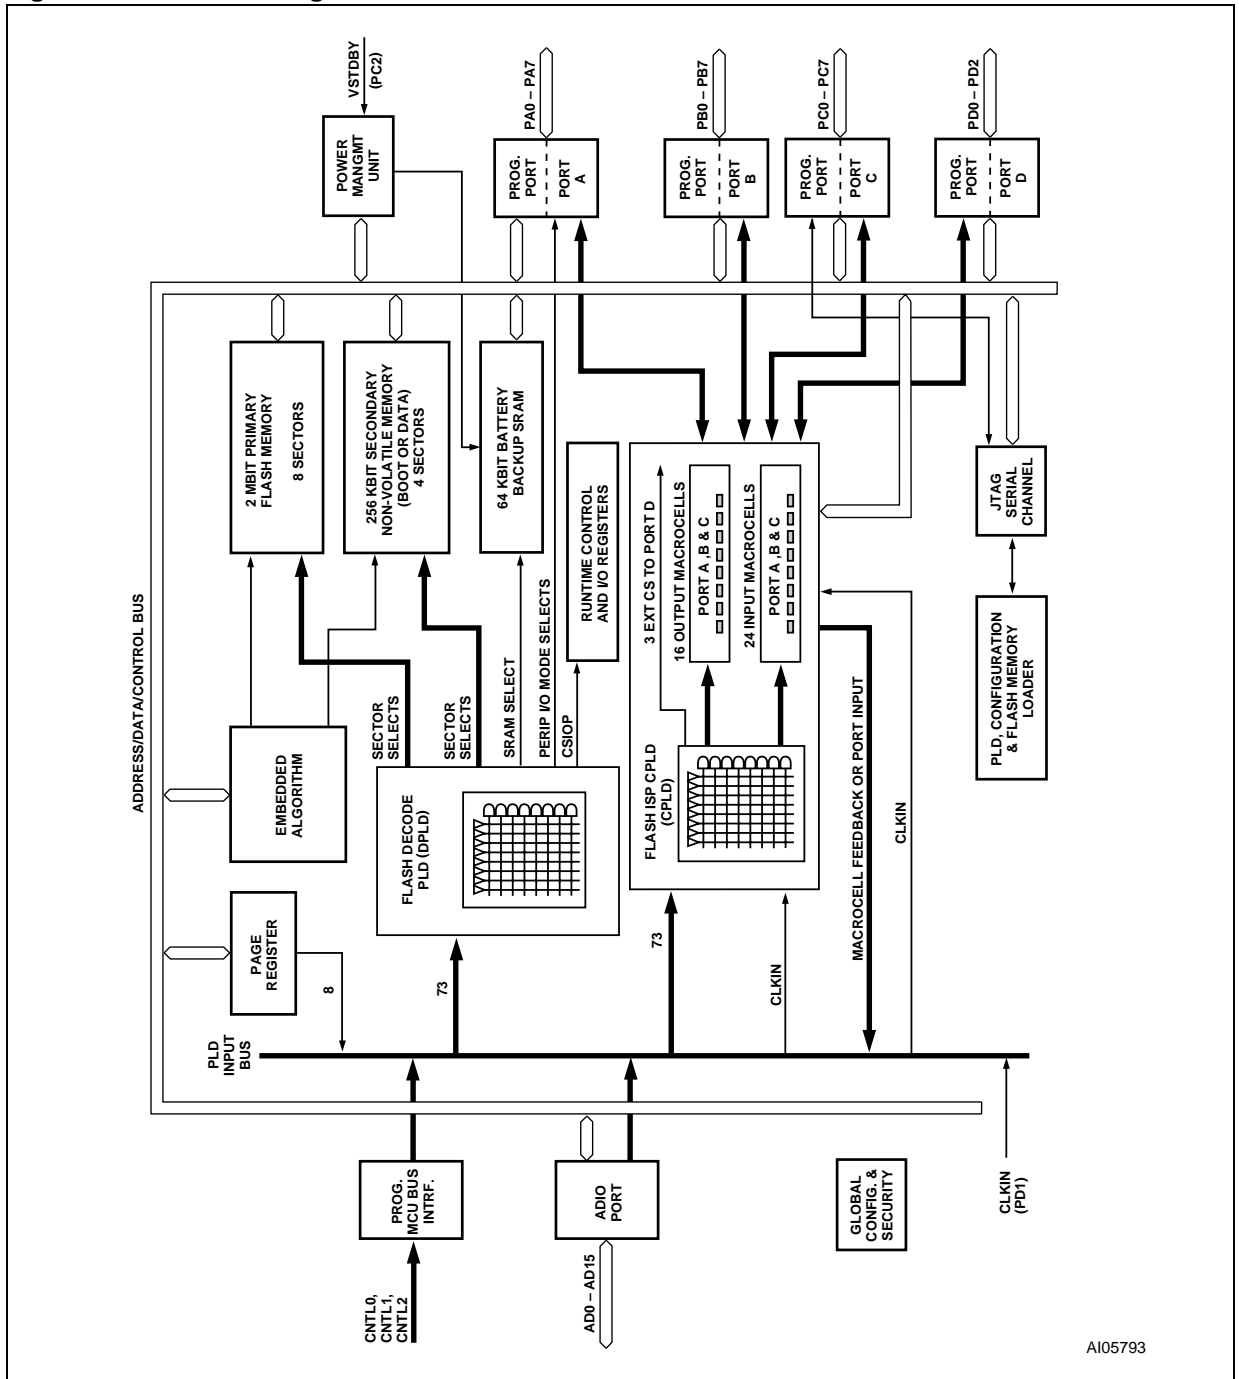 VSTDBY
(PC2)
PA0 – PA7
PB0 – PB7
PC0 – PC7
PD0 – PD2
POWER
MANGMT
UNIT
PROG.
PORT
PORT
A
PROG.
PORT
PORT
B
PROG.
PORT
PORT
C
PROG.
PORT
PORT
D
ADDRESS/DATA/CONTROL BUS
2 MBIT PRIMARY
FLASH MEMORY
8 SECTORS
256 KBIT SECONDARY
NON-VOLATILE MEMORY
(BOOT OR DATA)
4 SECTORS
64 KBIT BATTERY
BACKUP SRAM
RUNTIME CONTROL
AND I/O REGISTERS
3 EXT CS TO PORT D
16 OUTPUT MACROCELLS
PORT A ,B & C
24 INPUT MACROCELLS
PORT A ,B & C
JTAG
SERIAL
CHANNEL
PLD, CONFIGURATION
& FLASH MEMORY
LOADER
EMBEDDED
ALGORITHM
SECTOR
SELECTS
SECTOR
SELECTS
SRAM SELECT
PERIP I/O MODE SELECTS
CSIOP
FLASH DECODE
PLD (DPLD)
FLASH ISP CPLD
(CPLD)
MACROCELL FEEDBACK OR PORT INPUT
CLKIN
PAGE
REGISTER
8
73
73
CLKIN
PLD
INPUT
BUS
PROG.
MCU BUS
INTRF.
ADIO
PORT
GLOBAL
CONFIG. &
SECURITY
CLKIN
(PD1)
CNTL0,
CNTL1,
CNTL2
AD0 – AD15
AI05793